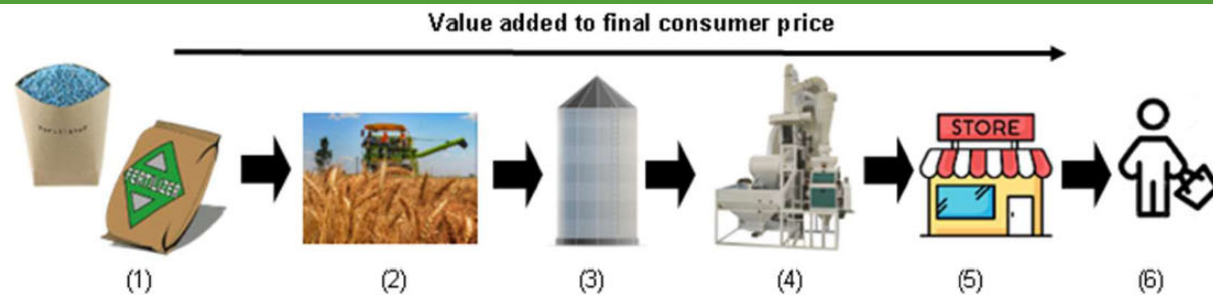 Value added to final consumer price
FERTILIZER
STORE
(1)
(2)
(3)
(4)
(5)
(6)